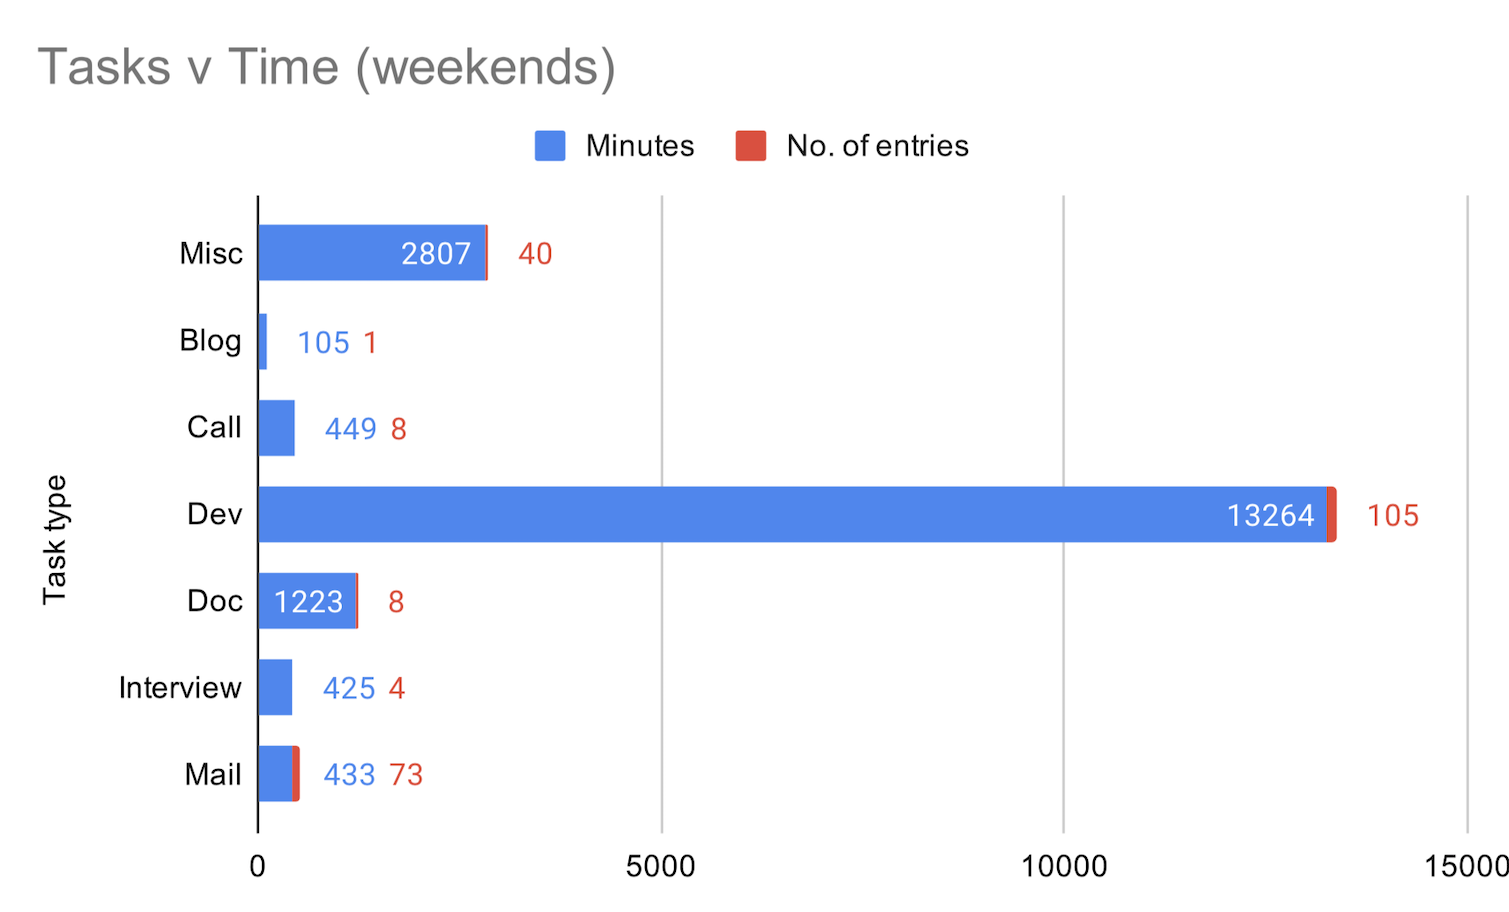 Tasks v Time (weekends)
Minutes No. of entries
Misc 2807 40
Blog 105 1
Call 449 8
Dev 13264 105
Doc 1223 8
Interview 425 4
Mail 433 73
Task type
0 5000 10000 15000